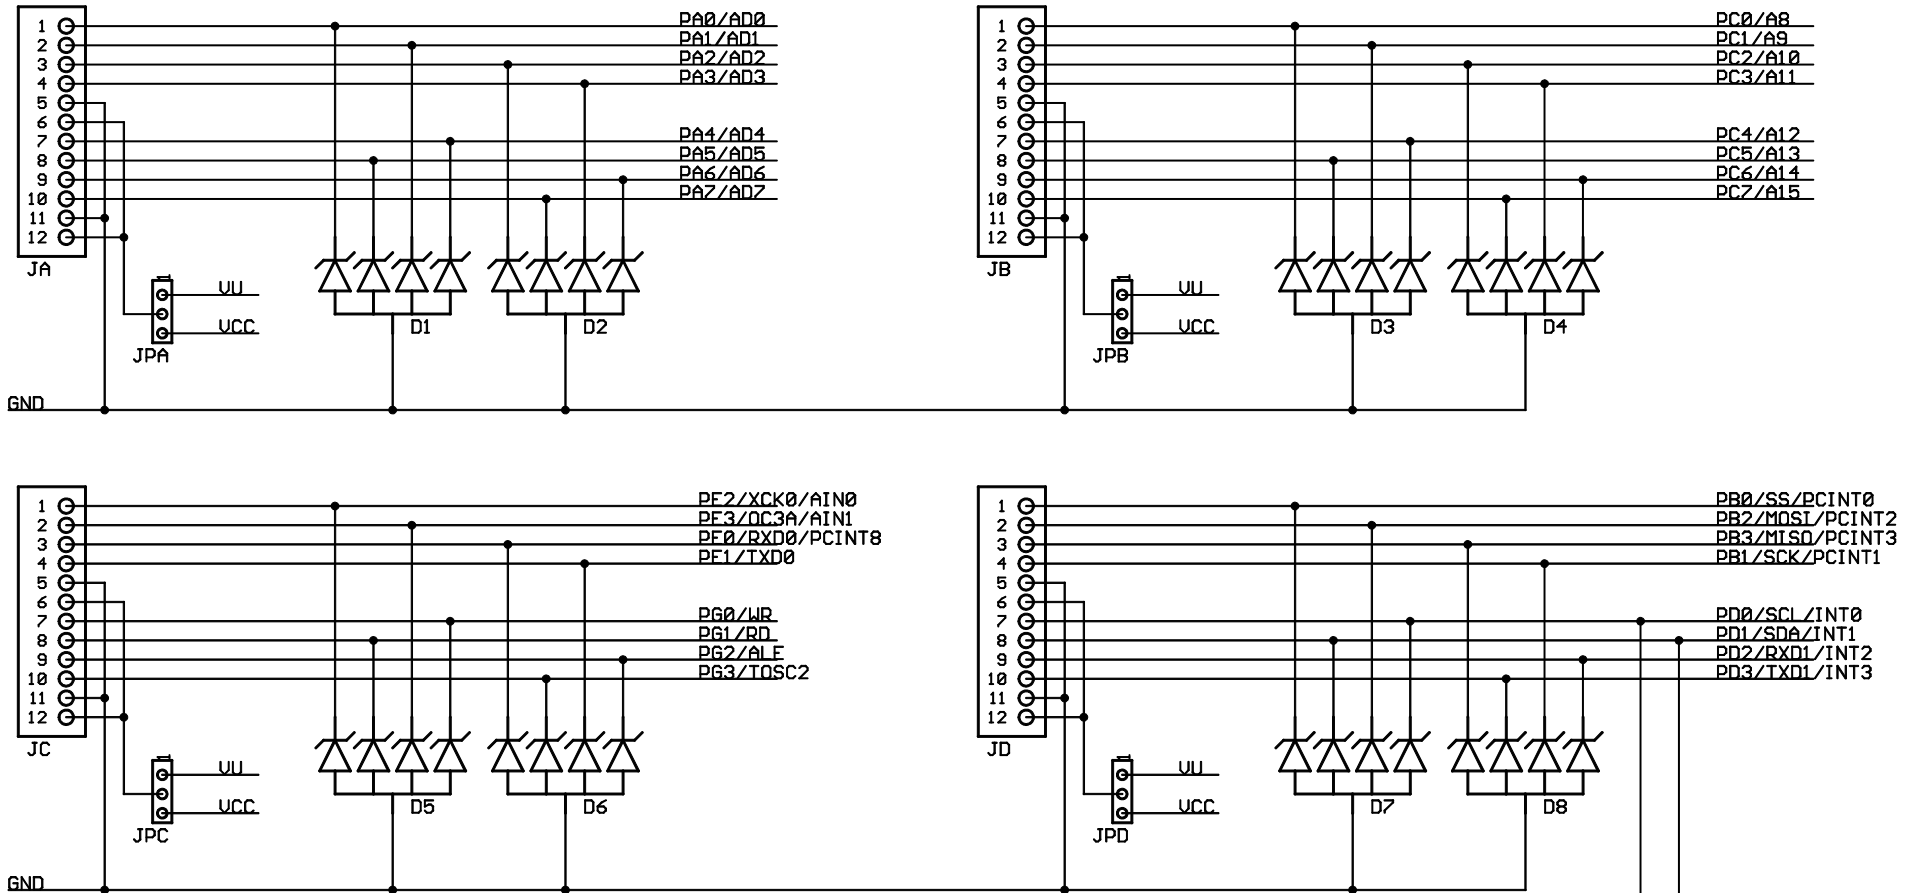 1 PA0/AD0
2 PA1/AD1
3 PA2/AD2
4 PA3/AD3
5
6
7 PA4/AD4
8 PA5/AD5
9 PA6/AD6
10 PA7/AD7
11
12
JA
1
VU
VCC
JPA
D1
D2
1 PC0/A8
2 PC1/A9
3 PC2/A10
4 PC3/A11
5
6
7 PC4/A12
8 PC5/A13
9 PC6/A14
10 PC7/A15
11
12
JB
1
VU
VCC
JPB
D3
D4
GND
1 PE2/XCK0/AIN0
2 PE3/OC3A/AIN1
3 PE0/RXD0/PCINT8
4 PE1/TXD0
5
6
7 PG0/WR
8 PG1/RD
9 PG2/ALE
10 PG3/TOSC2
11
12
JC
1
VU
VCC
JPC
D5
D6
1 PB0/SS/PCINT0
2 PB2/MOSI/PCINT2
3 PB3/MISO/PCINT3
4 PB1/SCK/PCINT1
5
6
7 PD0/SCL/INT0
8 PD1/SDA/INT1
9 PD2/RXD1/INT2
10 PD3/TXD1/INT3
11
12
JD
1
VU
VCC
JPD
D7
D8
GND